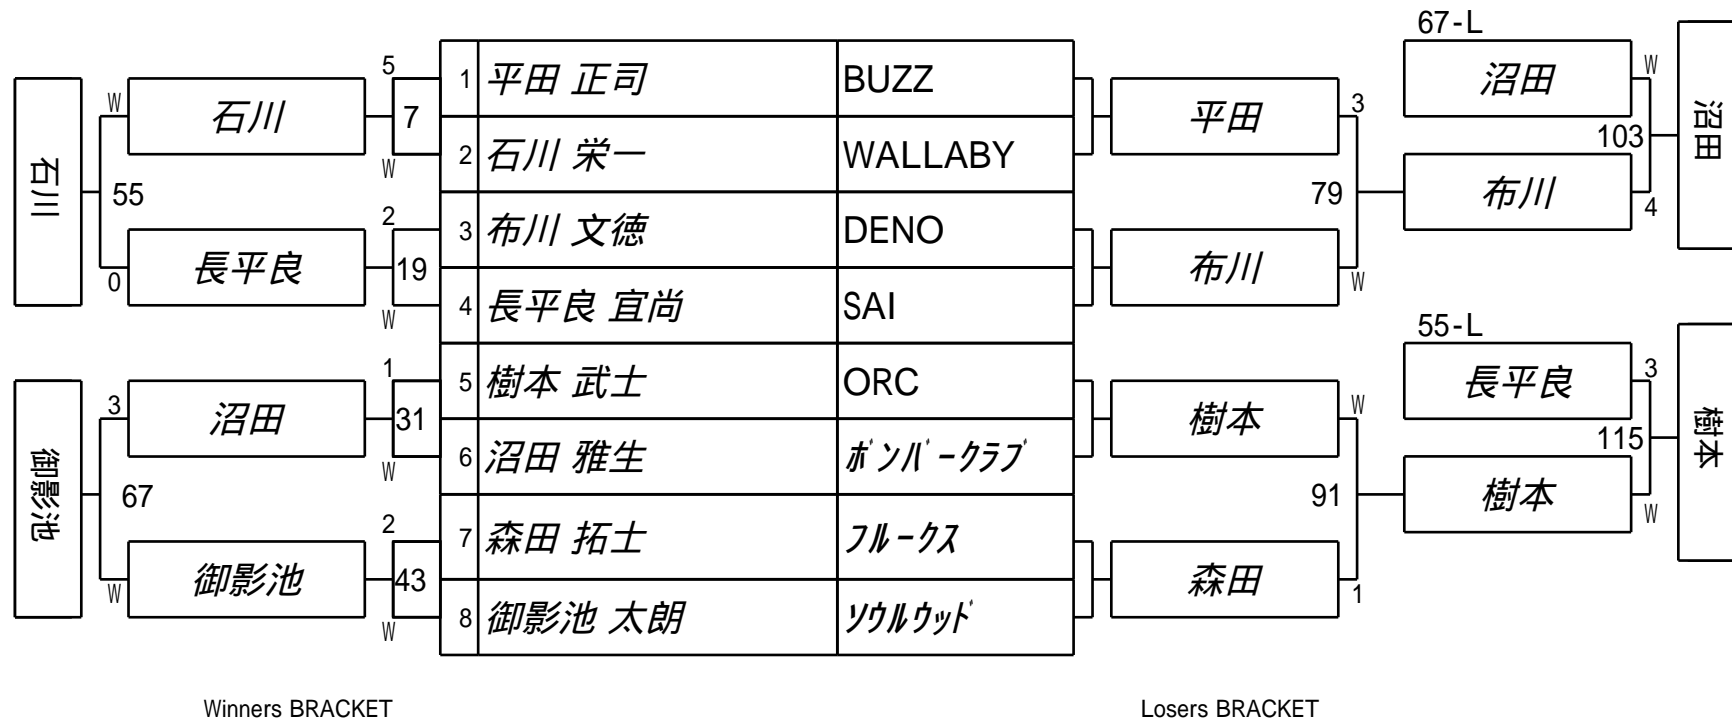 67-L
5
1 平田 正司 BUZZ
W 石川 7 平田 3 沼田 W
2 石川 栄一 WALLABY
W
103
沼田
石川
55
79
布川 4
2
3 布川 文徳 DENO
0 長平良 19 布川 W
4 長平良 宜尚 SAI
W
55-L
1
5 樹本 武士 ORC
3 沼田 31 樹本 W 長平良 3
6 沼田 雅生 ボンバークラブ
W
115
樹本
御影池
67
91
樹本 W
2
7 森田 拓士 フルークス
W 御影池 43 森田 1
8 御影池 太朗 ソウルウッド
W
Winners BRACKET Losers BRACKET